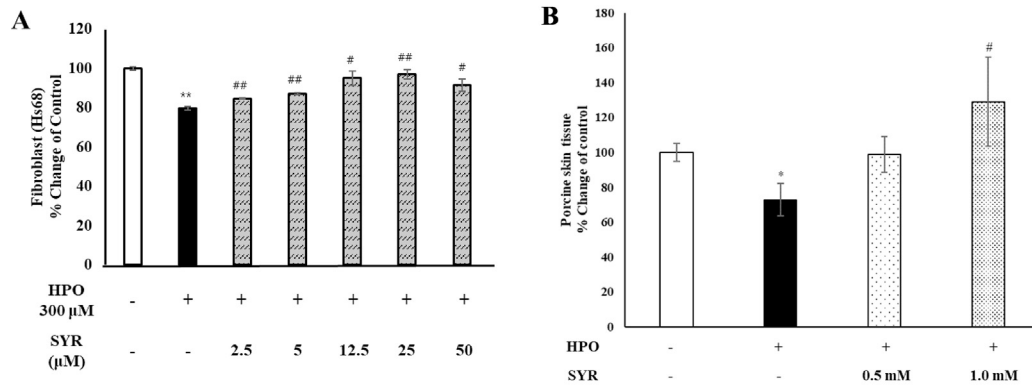 A
Fibroblast (Hs68)
% Change of Control
120
100
80
60
40
20
0
**
##
##
#
##
#
HPO
300 μM
- + + + + + +
SYR
(μM)
- - 2.5 5 12.5 25 50
B
Porcine skin tissue
% Change of control
180
160
140
120
100
80
60
40
20
0
*
#
HPO - + + +
SYR - - 0.5 mM 1.0 mM